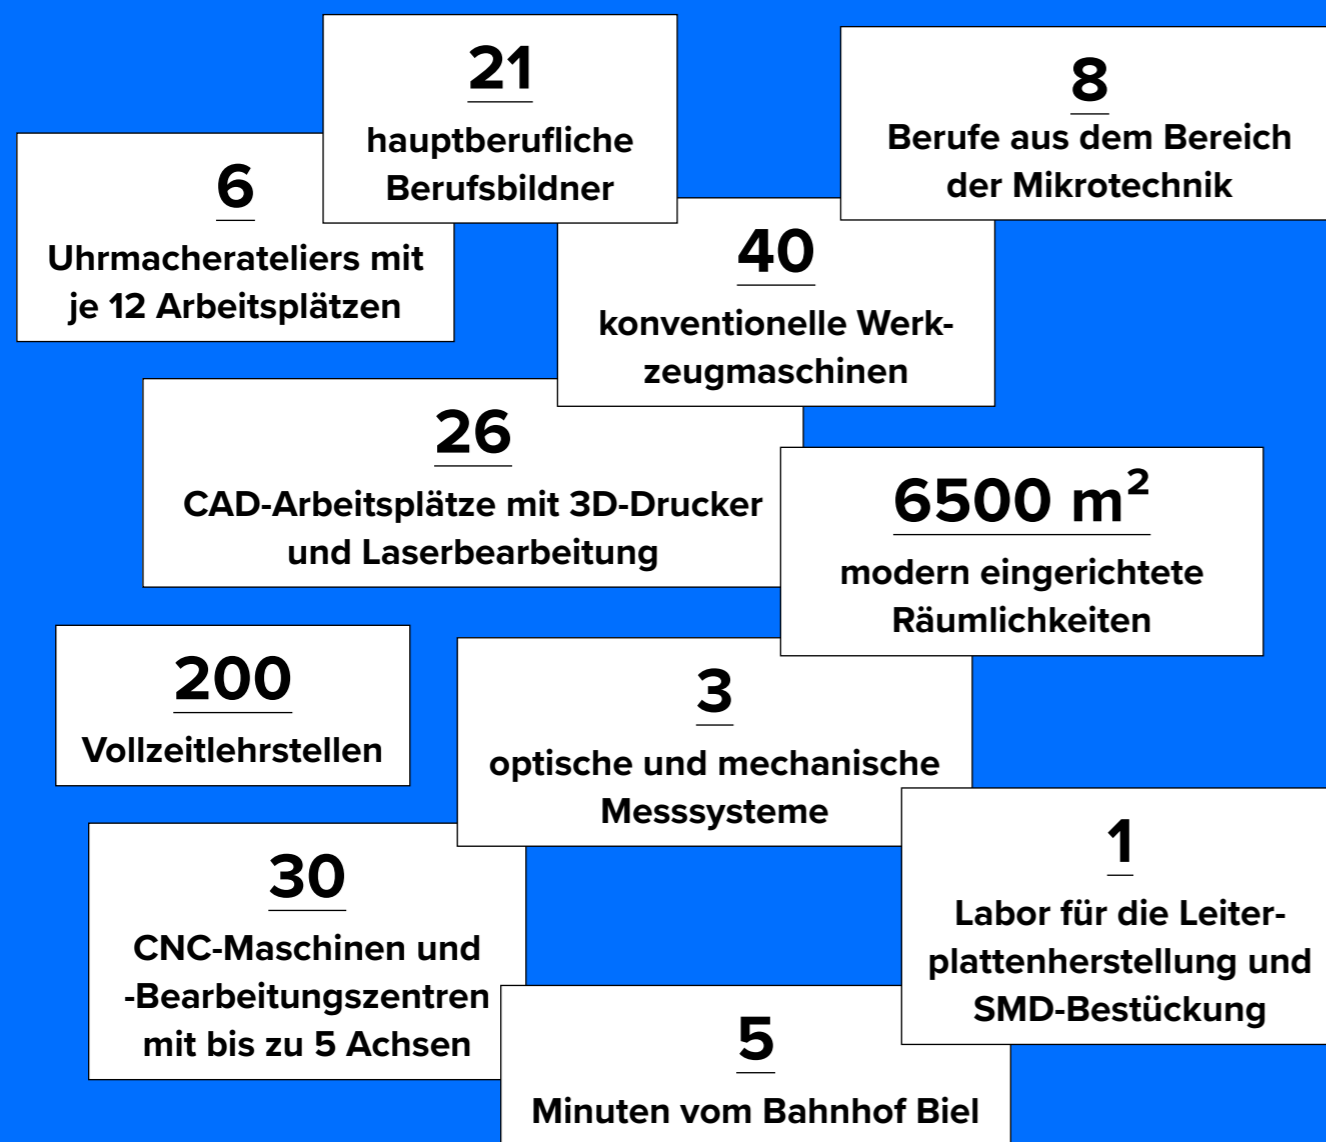 21
hauptberufliche
Berufsbildner
8
Berufe aus dem Bereich
der Mikrotechnik
6
Uhrmacherateliers mit
je 12 Arbeitsplätzen
40
konventionelle Werk-
zeugmaschinen
26
CAD-Arbeitsplätze mit 3D-Drucker
und Laserbearbeitung
6500 m²
modern eingerichtete
Räumlichkeiten
200
Vollzeitlehrstellen
3
optische und mechanische
Messsysteme
1
Labor für die Leiter-
plattenherstellung und
SMD-Bestückung
30
CNC-Maschinen und
-Bearbeitungszentren
mit bis zu 5 Achsen
5
Minuten vom Bahnhof Biel